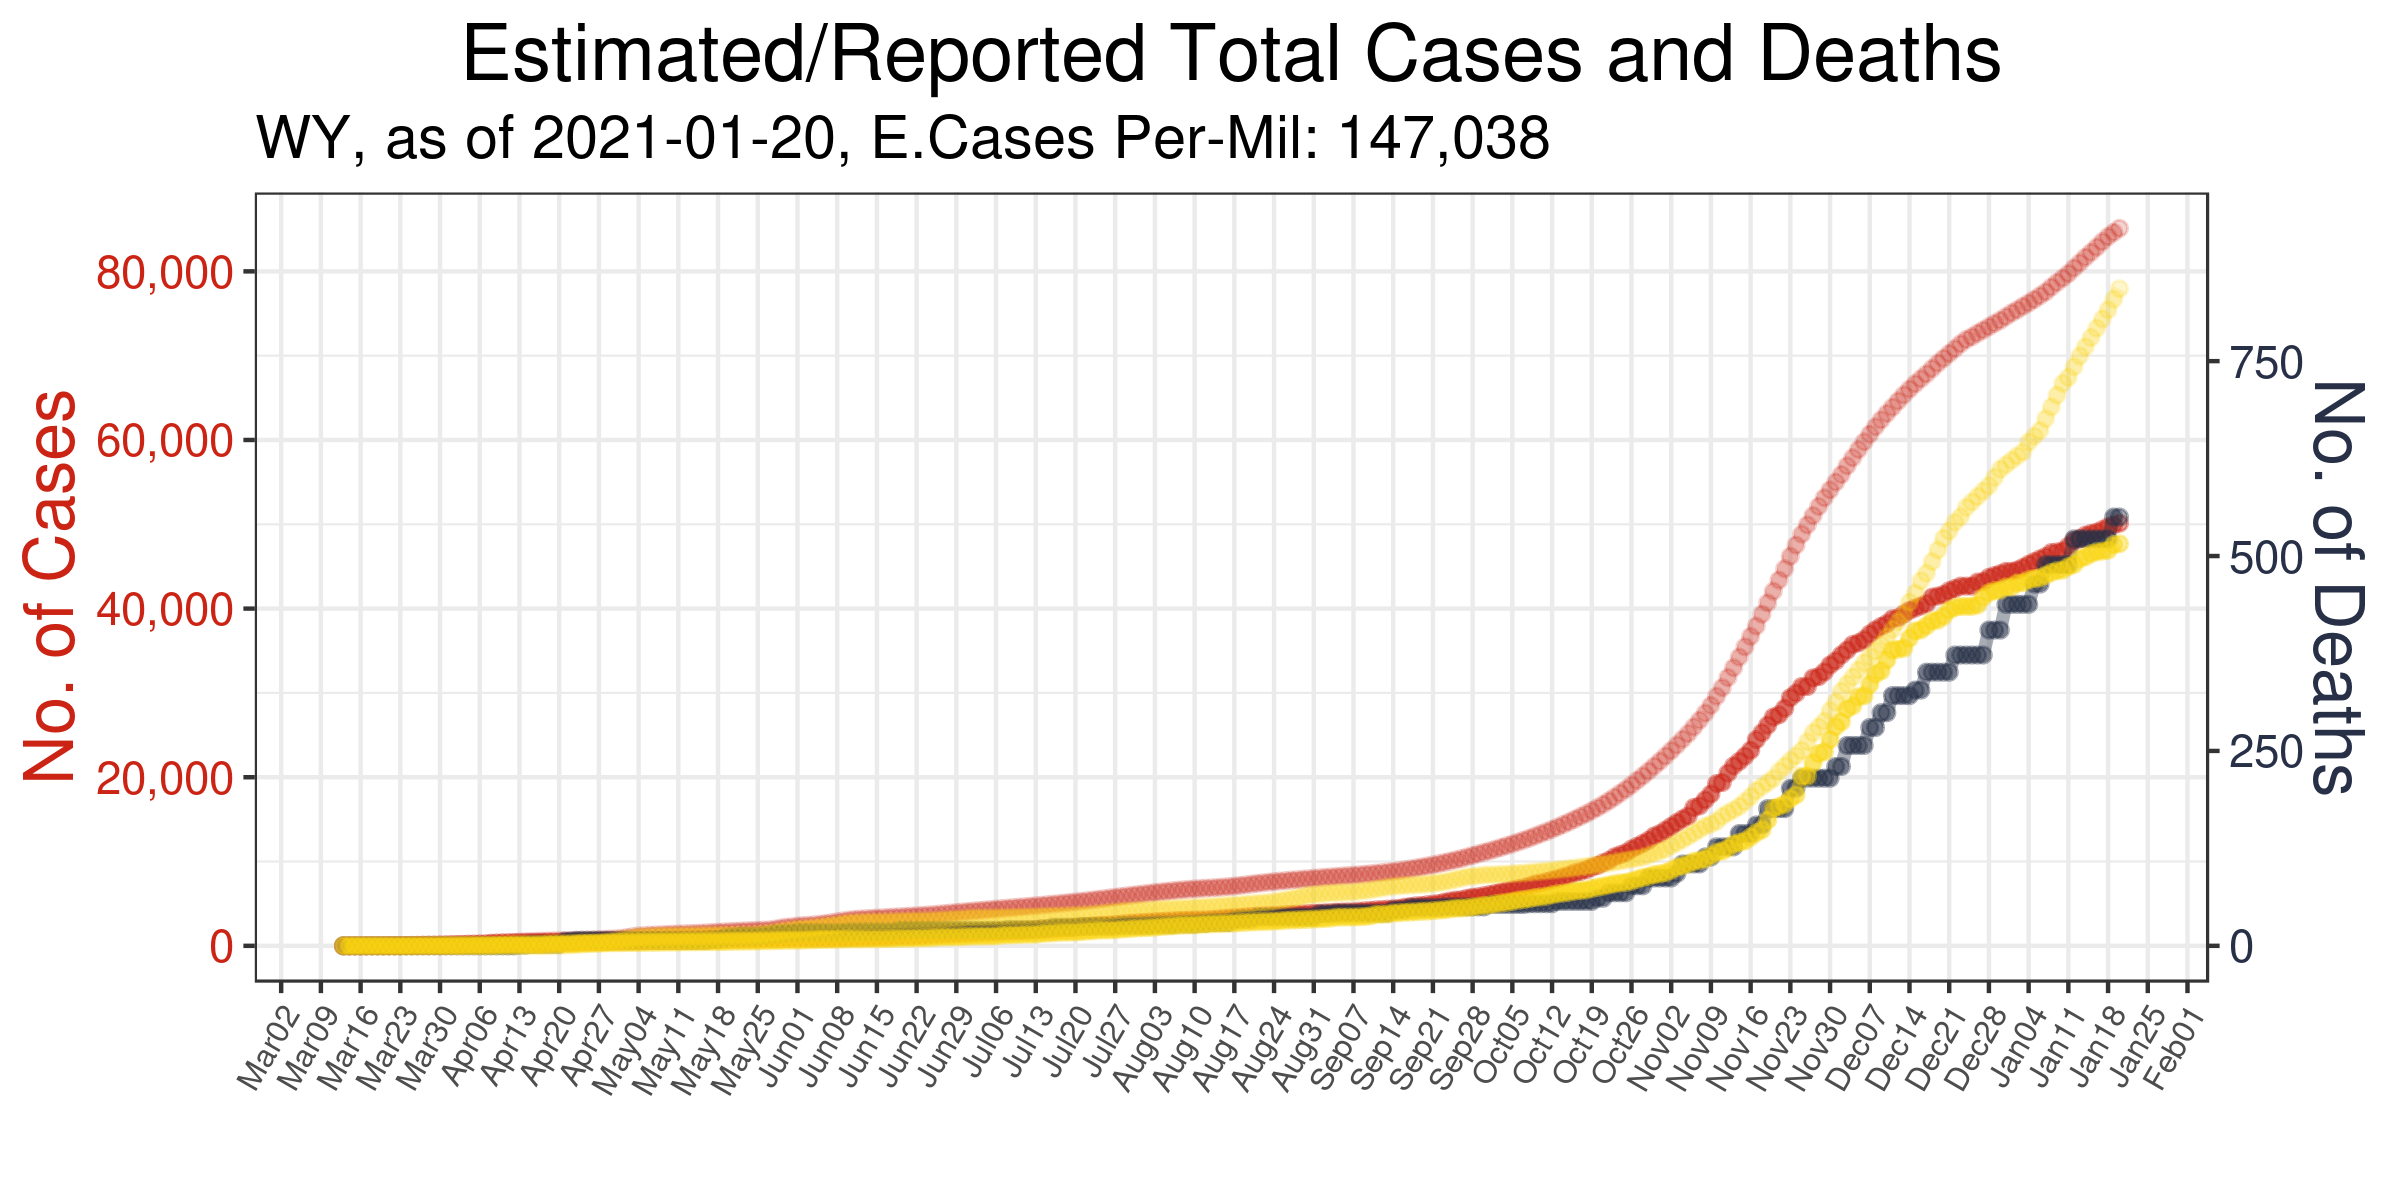 Estimated/Reported Total Cases and Deaths
WY, as of 2021-01-20, E.Cases Per-Mil: 147,038
No. of Cases
80,000
60,000
40,000
20,000
0
750
500
250
0
No. of Deaths
Mar02
Mar09
Mar16
Mar23
Mar30
Apr06
Apr13
Apr20
Apr27
May04
May11
May18
May25
Jun01
Jun08
Jun15
Jun22
Jun29
Jul06
Jul13
Jul20
Jul27
Aug03
Aug10
Aug17
Aug24
Aug31
Sep07
Sep14
Sep21
Sep28
Oct05
Oct12
Oct19
Oct26
Nov02
Nov09
Nov16
Nov23
Nov30
Dec07
Dec14
Dec21
Dec28
Jan04
Jan11
Jan18
Jan25
Feb01